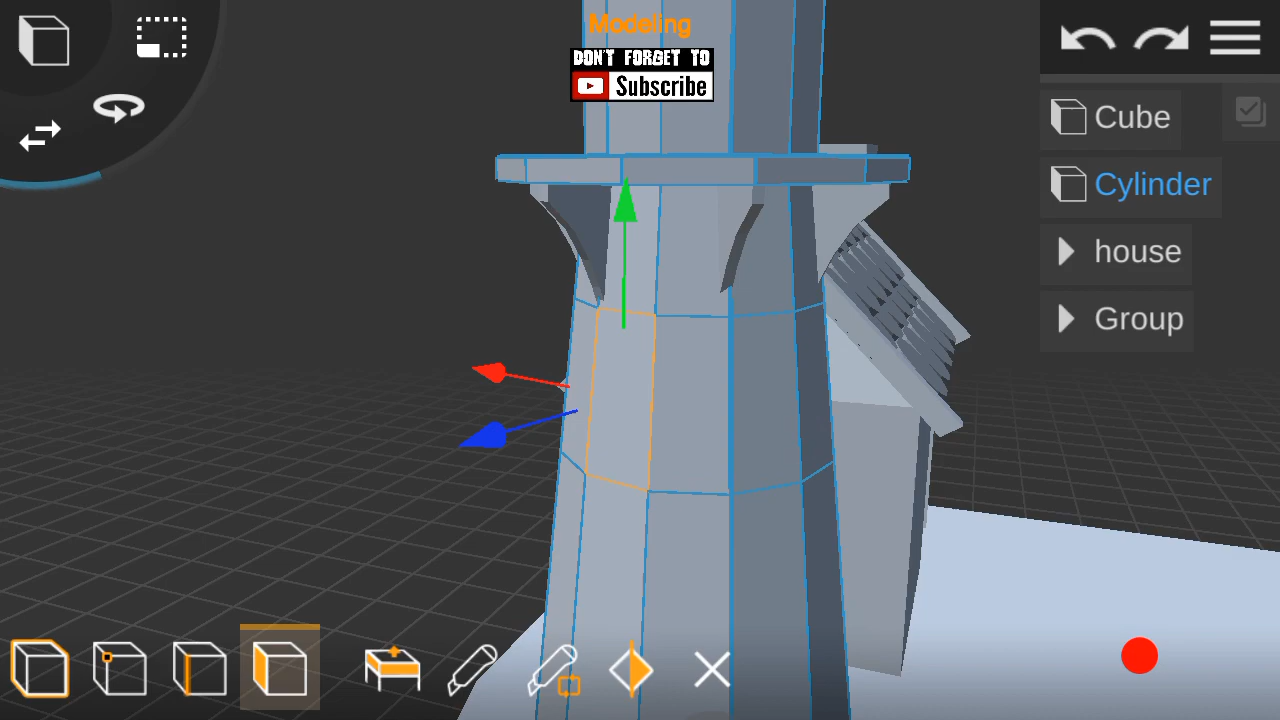 Modeling
DON'T FORGET TO
Subscribe
Cube
Cylinder
house
Group